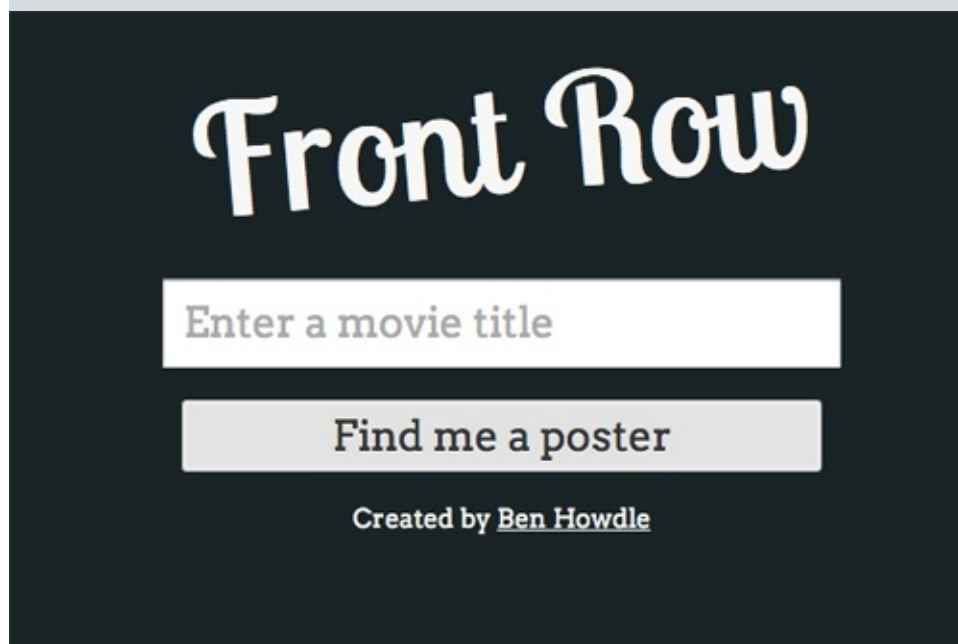 Front Row
Enter a movie title
Find me a poster
Created by Ben Howdle